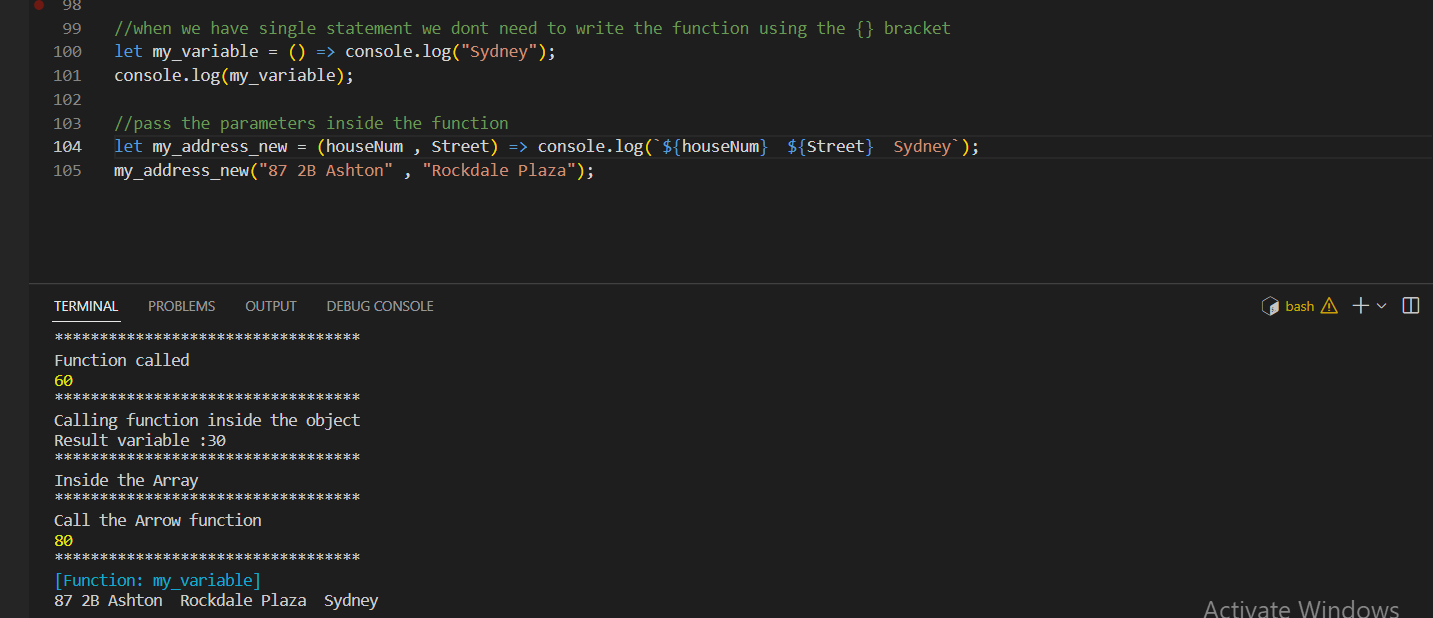 98
99 //when we have single statement we dont need to write the function using the {} bracket
100 let my_variable = () => console.log("Sydney");
101 console.log(my_variable);
102
103 //pass the parameters inside the function
104 let my_address_new = (houseNum , Street) => console.log(`${houseNum}  ${Street}  Sydney`);
105 my_address_new("87 2B Ashton" , "Rockdale Plaza");
TERMINAL PROBLEMS OUTPUT DEBUG CONSOLE bash
**********************************
Function called
60
**********************************
Calling function inside the object
Result variable :30
**********************************
Inside the Array
**********************************
Call the Arrow function
80
**********************************
[Function: my_variable]
87 2B Ashton  Rockdale Plaza  Sydney
Activate Windows